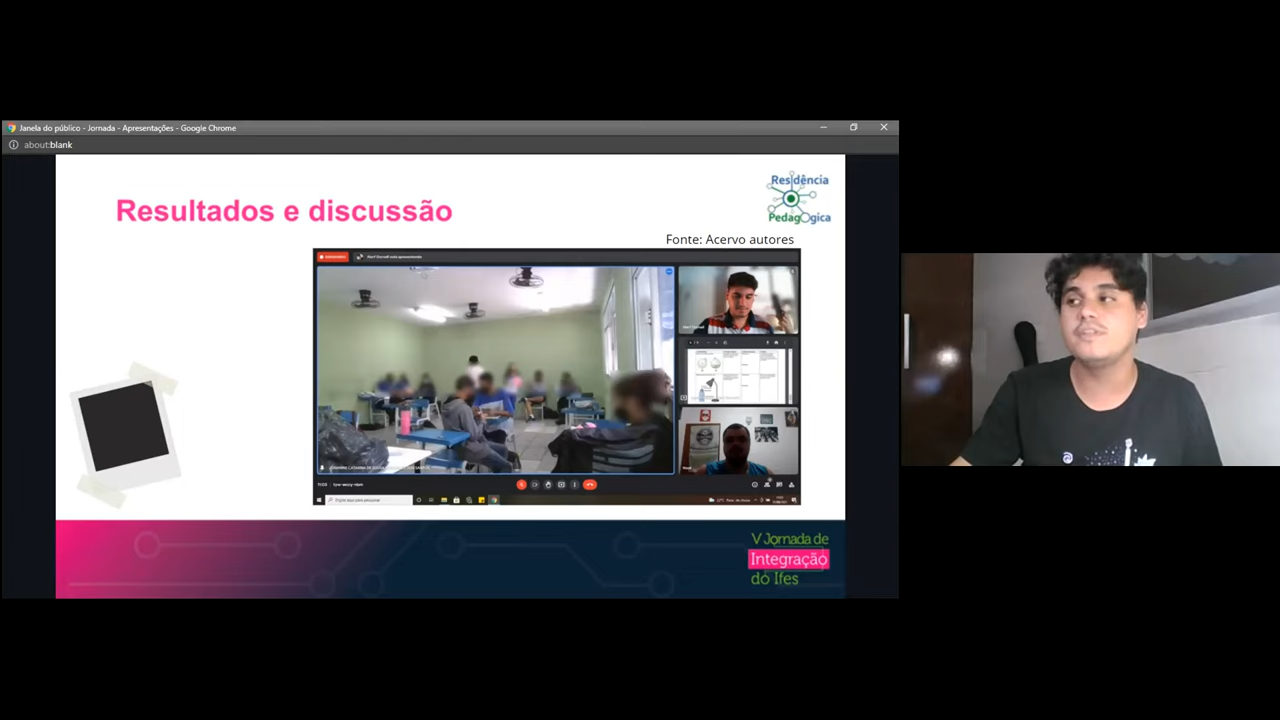 Janela do público - Jornada - Apresentações - Google Chrome
about:blank
Residência
Pedagógica
Resultados e discussão
Fonte: Acervo autores
V Jornada de
Integração
do Ifes